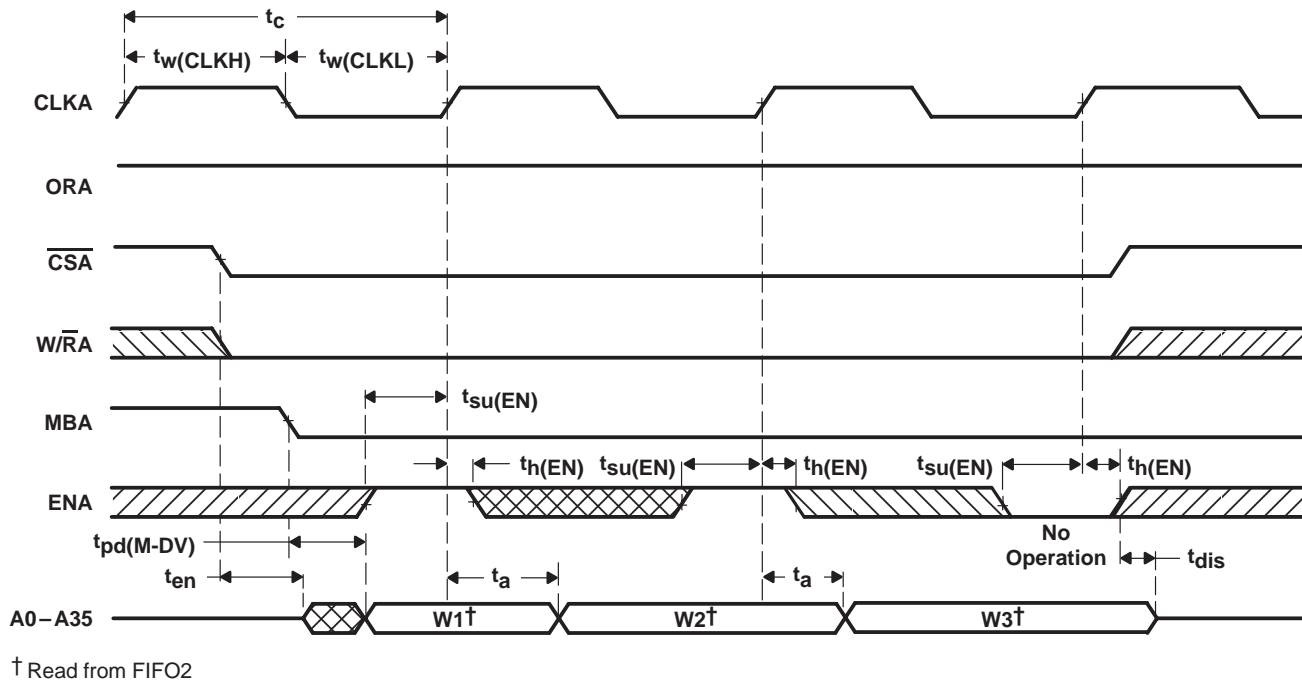 tc
tw(CLKH)
tw(CLKL)
CLKA
ORA
CSA
W/RA
MBA
tsu(EN)
th(EN)
tsu(EN)
th(EN)
tsu(EN)
th(EN)
ENA
No
Operation
tpd(M-DV)
tdis
ten
ta
ta
A0–A35
W1†
W2†
W3†
† Read from FIFO2